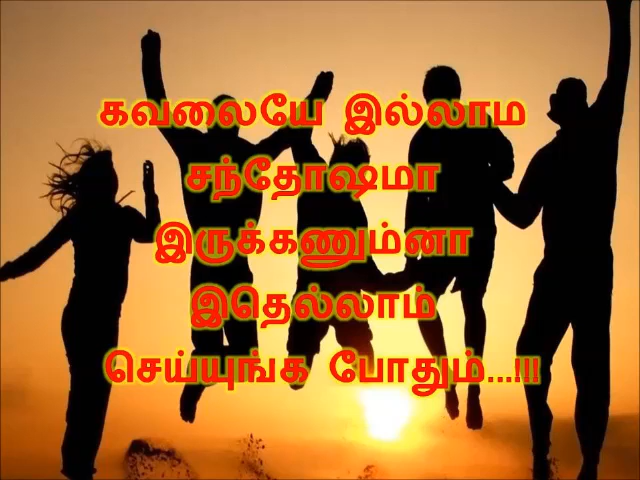 கவலையே இல்லாம
சந்தோஷமா
இருக்கணும்னா
இதெல்லாம்
செய்யுங்க போதும்...!!!